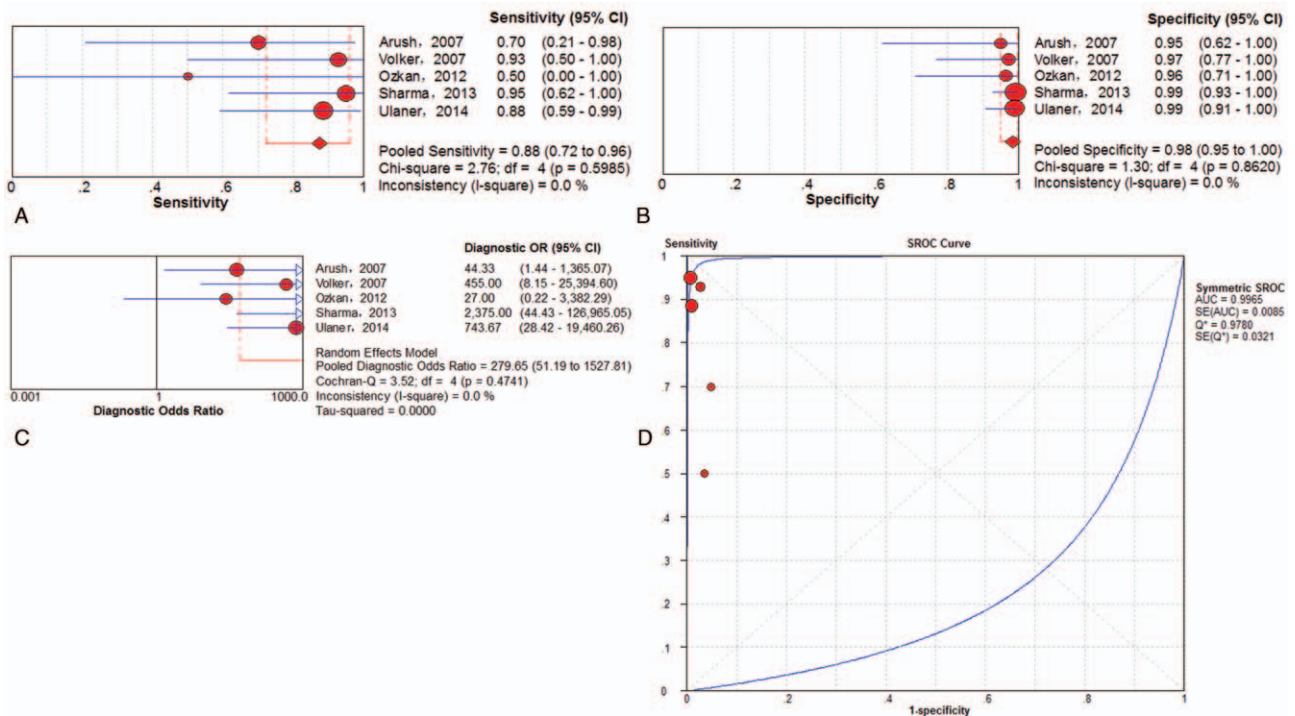 Sensitivity (95% CI)
Arush, 2007 0.70 (0.21 - 0.98)
Volker, 2007 0.93 (0.50 - 1.00)
Ozkan, 2012 0.50 (0.00 - 1.00)
Sharma, 2013 0.95 (0.62 - 1.00)
Ulaner, 2014 0.88 (0.59 - 0.99)
Pooled Sensitivity = 0.88 (0.72 to 0.96)
Chi-square = 2.76; df = 4 (p = 0.5985)
Inconsistency (I-square) = 0.0 %
0 .2 .4 .6 .8 1
Sensitivity
A
Specificity (95% CI)
Arush, 2007 0.95 (0.62 - 1.00)
Volker, 2007 0.97 (0.77 - 1.00)
Ozkan, 2012 0.96 (0.71 - 1.00)
Sharma, 2013 0.99 (0.93 - 1.00)
Ulaner, 2014 0.99 (0.91 - 1.00)
Pooled Specificity = 0.98 (0.95 to 1.00)
Chi-square = 1.30; df = 4 (p = 0.8620)
Inconsistency (I-square) = 0.0 %
0 .2 .4 .6 .8 1
Specificity
B
Diagnostic OR (95% CI)
Arush, 2007 44.33 (1.44 - 1,365.07)
Volker, 2007 455.00 (8.15 - 25,394.60)
Ozkan, 2012 27.00 (0.22 - 3,382.29)
Sharma, 2013 2,375.00 (44.43 - 126,965.05)
Ulaner, 2014 743.67 (28.42 - 19,460.26)
Random Effects Model
Pooled Diagnostic Odds Ratio = 279.65 (51.19 to 1527.81)
Cochran-Q = 3.52; df = 4 (p = 0.4741)
Inconsistency (I-square) = 0.0 %
Tau-squared = 0.0000
0.001 1 1000.0
Diagnostic Odds Ratio
C
Sensitivity SROC Curve
1
.9
.8
.7
.6
.5
.4
.3
.2
.1
0
0 .2 .4 .6 .8 1
1-specificity
Symmetric SROC
AUC = 0.9965
SE(AUC) = 0.0085
Q* = 0.9780
SE(Q*) = 0.0321
D